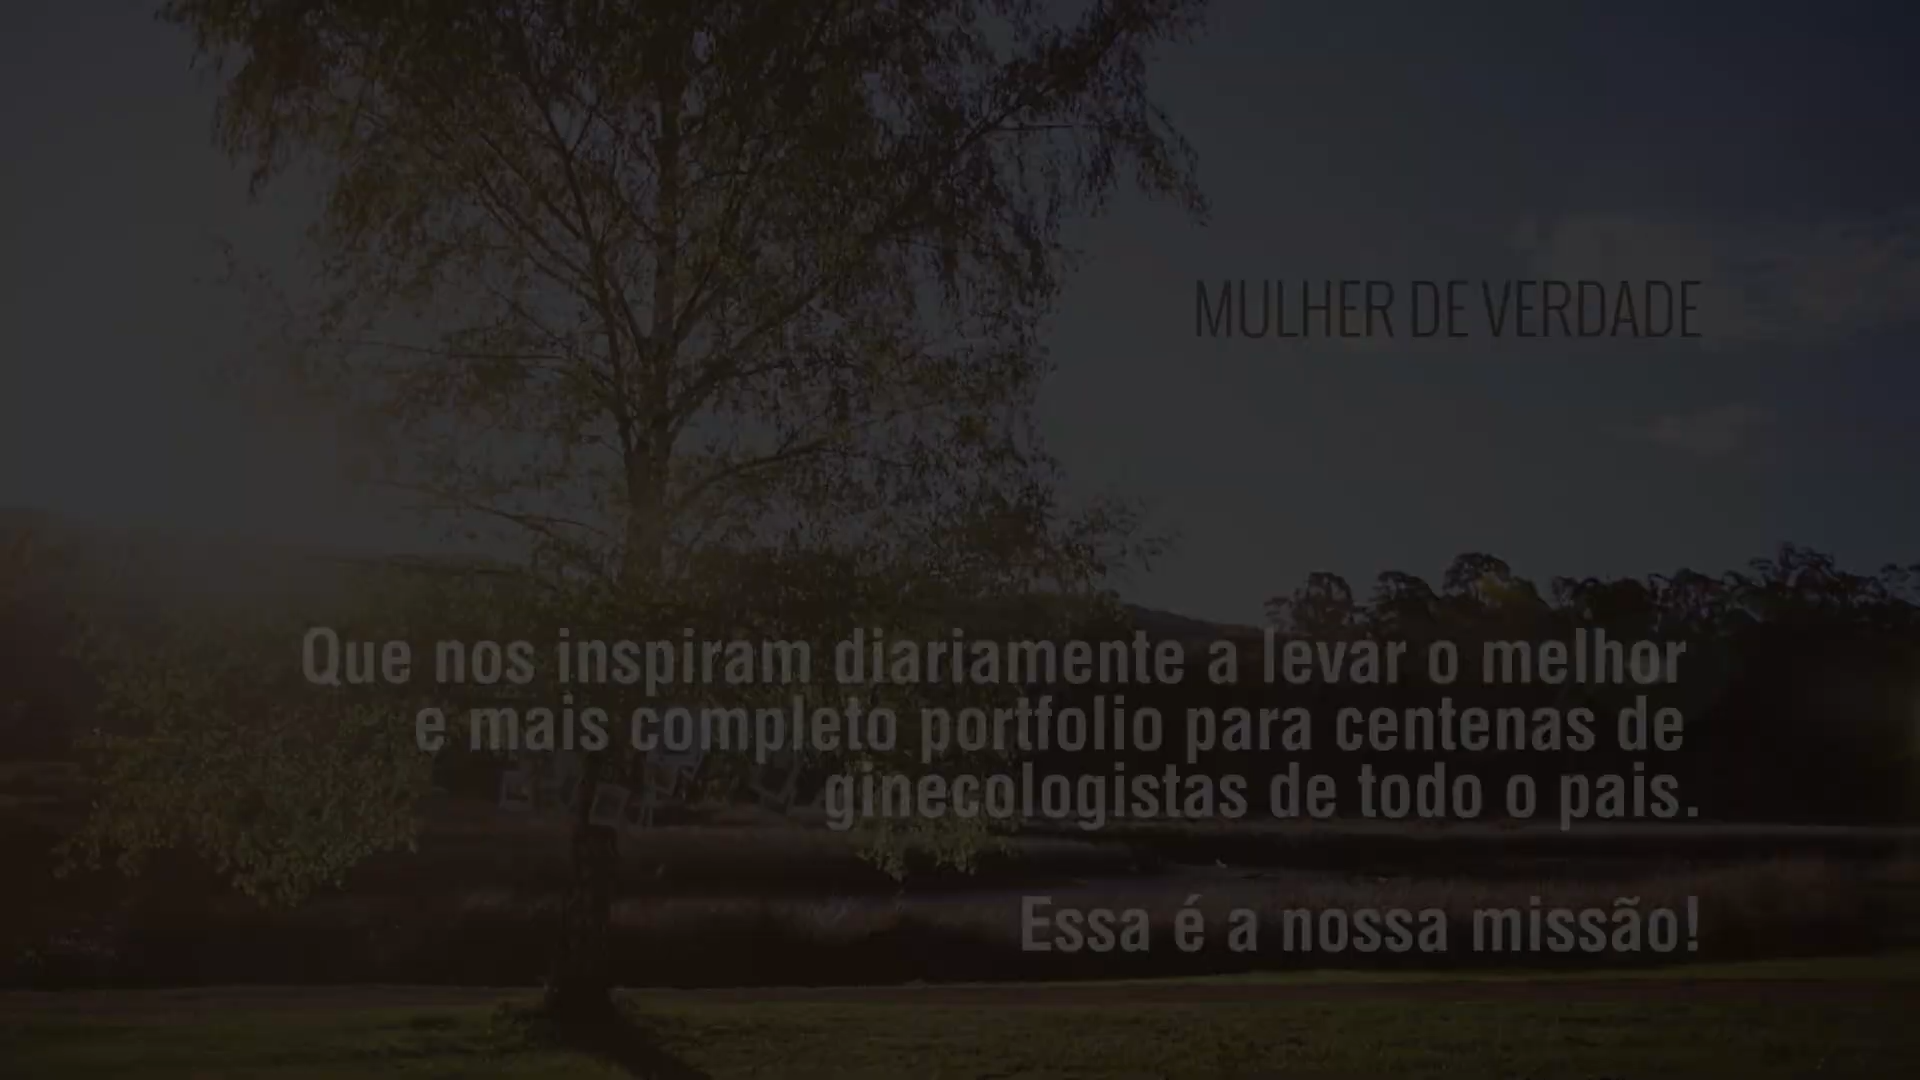 MULHER DE VERDADE
Que nos inspiram diariamente a levar o melhor
e mais completo portfolio para centenas de
ginecologistas de todo o pais.
Essa é a nossa missão!